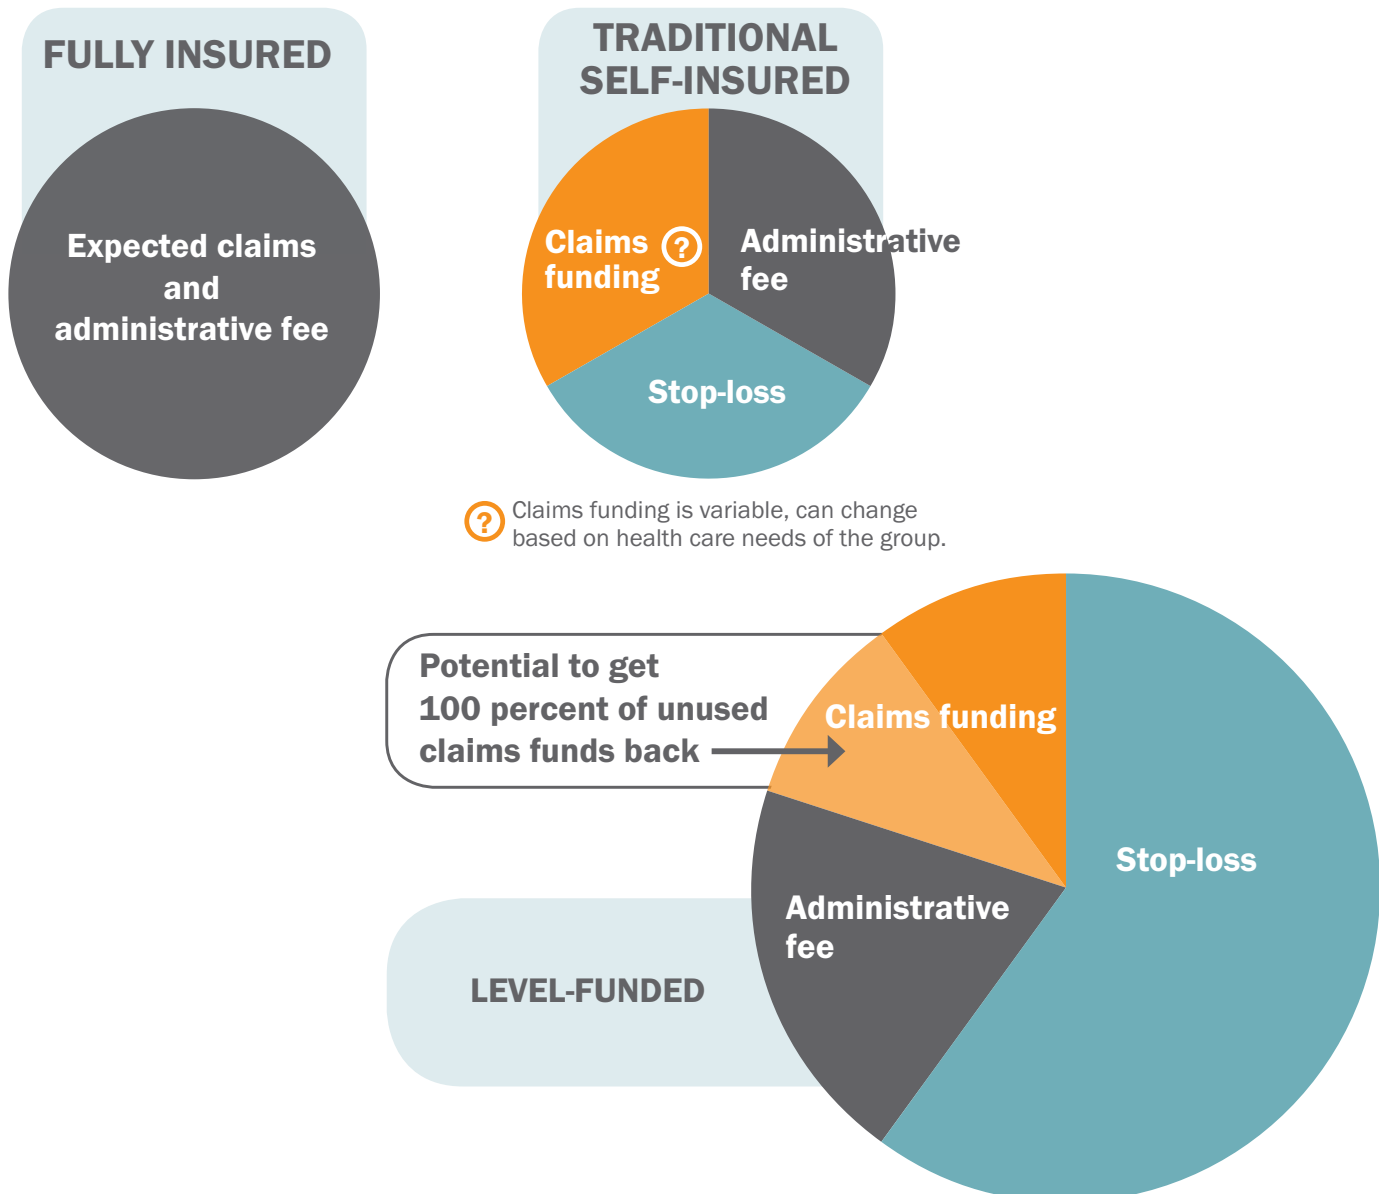 FULLY INSURED
Expected claims
and
administrative fee
TRADITIONAL
SELF-INSURED
Claims ?
funding
Administrative
fee
Stop-loss
? Claims funding is variable, can change
based on health care needs of the group.
Potential to get
100 percent of unused
claims funds back
Claims funding
Stop-loss
Administrative
fee
LEVEL-FUNDED